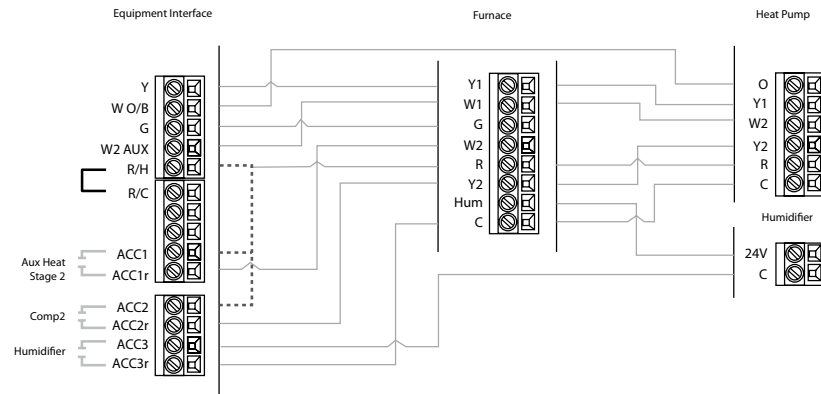 Equipment Interface
Furnace
Heat Pump
Y
W O/B
G
W2 AUX
R/H
R/C
ACC1
ACC1r
Aux Heat
Stage 2
ACC2
ACC2r
Comp2
ACC3
ACC3r
Humidifier
Y1
W1
G
W2
R
Y2
Hum
C
O
Y1
W2
Y2
R
C
Humidifier
24V
C